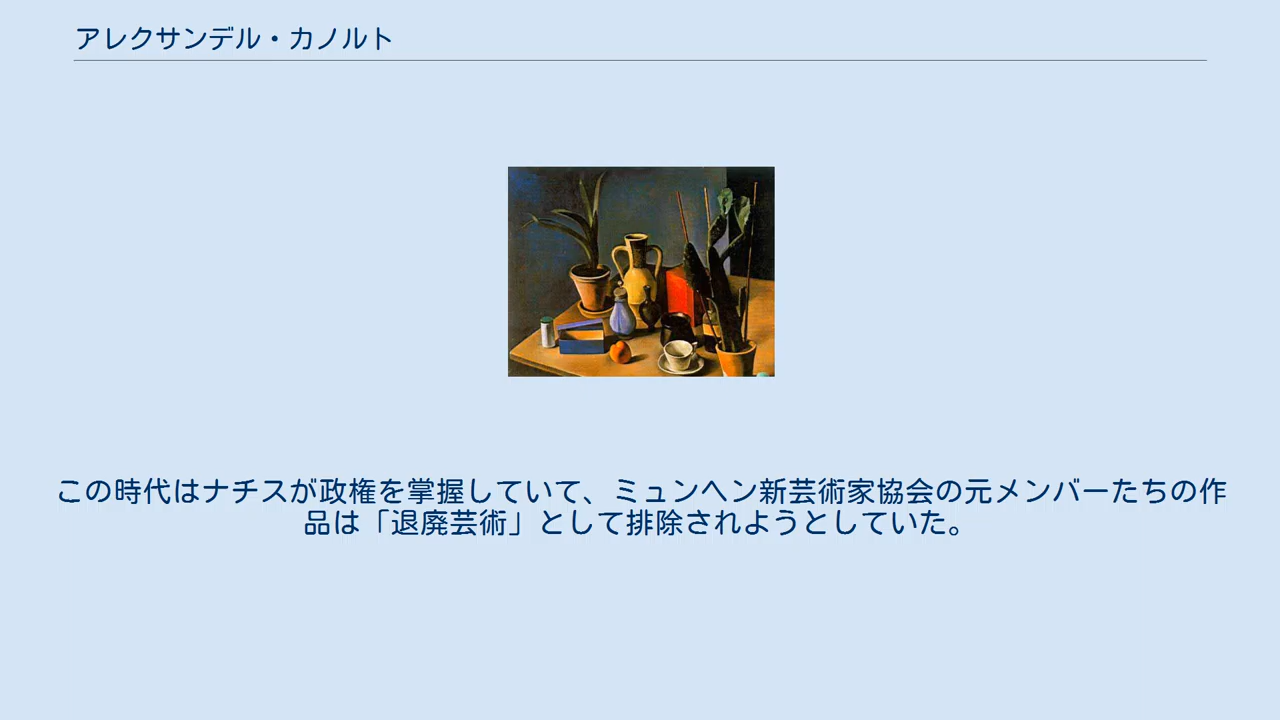 アレクサンデル・カノルト
この時代はナチスが政権を掌握していて、ミュンヘン新芸術家協会の元メンバーたちの作
品は「退廃芸術」として排除されようとしていた。